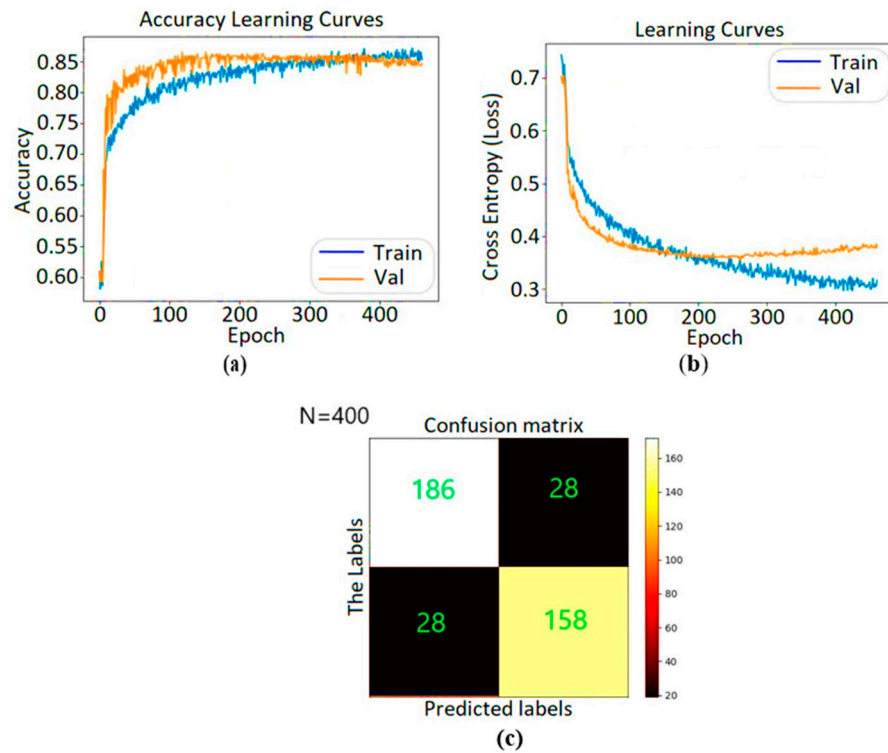 Accuracy Learning Curves
Accuracy
0.85
0.80
0.75
0.70
0.65
0.60
0.55
0.60
Train
Val
0 100 200 300 400
Epoch
(a)
Learning Curves
Cross Entropy (Loss)
0.7
0.6
0.5
0.4
0.3
Train
Val
0 100 200 300 400
Epoch
(b)
N=400
Confusion matrix
The Labels
186 28
28 158
Predicted labels
160
140
120
100
80
60
40
20
(c)